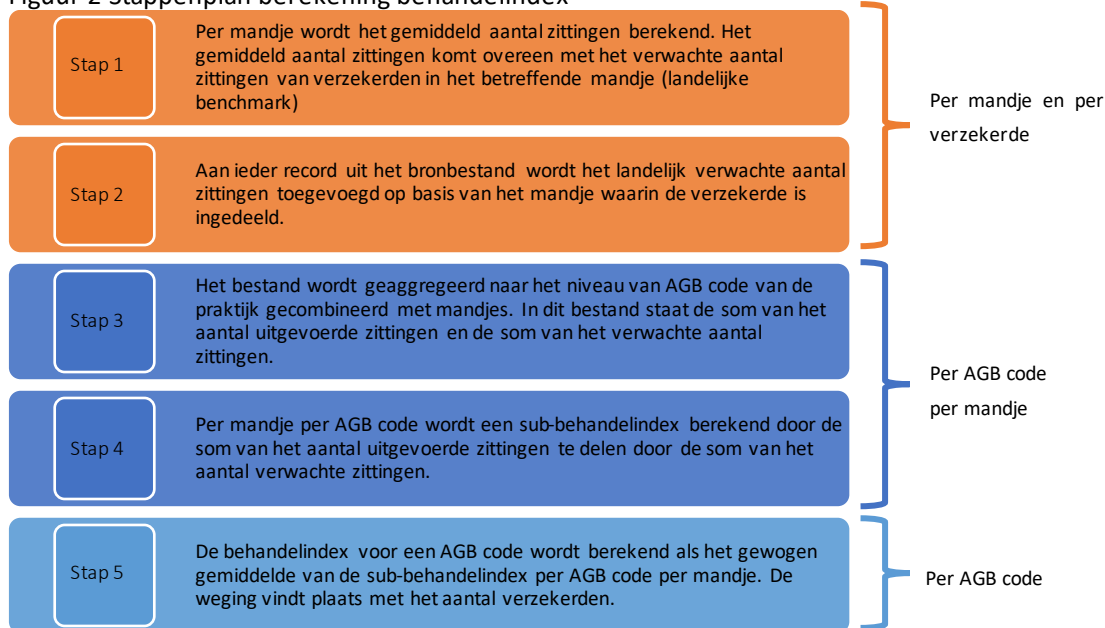 Figuur 2 Stappenplan berekening behandelindex
Stap 1
Per mandje wordt het gemiddeld aantal zittingen berekend. Het
gemiddeld aantal zittingen komt overeen met het verwachte aantal
zittingen van verzekerden in het betreffende mandje (landelijke
benchmark)
Per mandje en per
verzekerde
Stap 2
Aan ieder record uit het bronbestand wordt het landelijk verwachte aantal
zittingen toegevoegd op basis van het mandje waarin de verzekerde is
ingedeeld.
Stap 3
Het bestand wordt geaggregeerd naar het niveau van AGB code van de
praktijk gecombineerd met mandjes. In dit bestand staat de som van het
aantal uitgevoerde zittingen en de som van het verwachte aantal
zittingen.
Per AGB code
per mandje
Stap 4
Per mandje per AGB code wordt een sub-behandelindex berekend door de
som van het aantal uitgevoerde zittingen te delen door de som van het
aantal verwachte zittingen.
Stap 5
De behandelindex voor een AGB code wordt berekend als het gewogen
gemiddelde van de sub-behandelindex per AGB code per mandje. De
weging vindt plaats met het aantal verzekerden.
Per AGB code